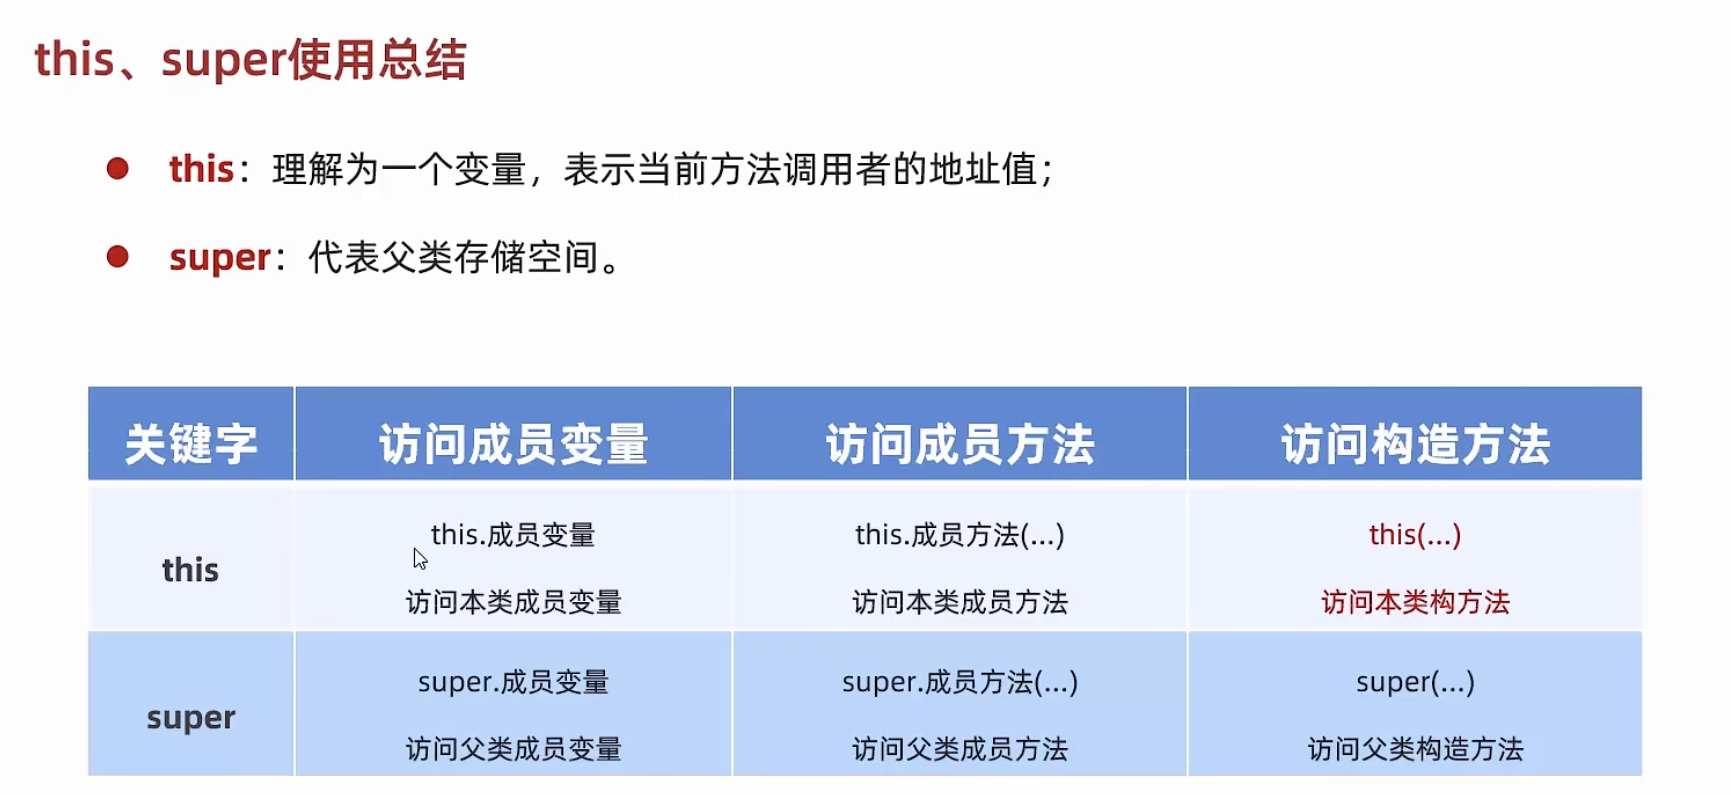 this、super使用总结
this：理解为一个变量，表示当前方法调用者的地址值；
super：代表父类存储空间。
关键字 访问成员变量 访问成员方法 访问构造方法
this.成员变量 this.成员方法(...) this(...)
this
访问本类成员变量 访问本类成员方法 访问本类构方法
super.成员变量 super.成员方法(...) super(...)
super
访问父类成员变量 访问父类成员方法 访问父类构造方法